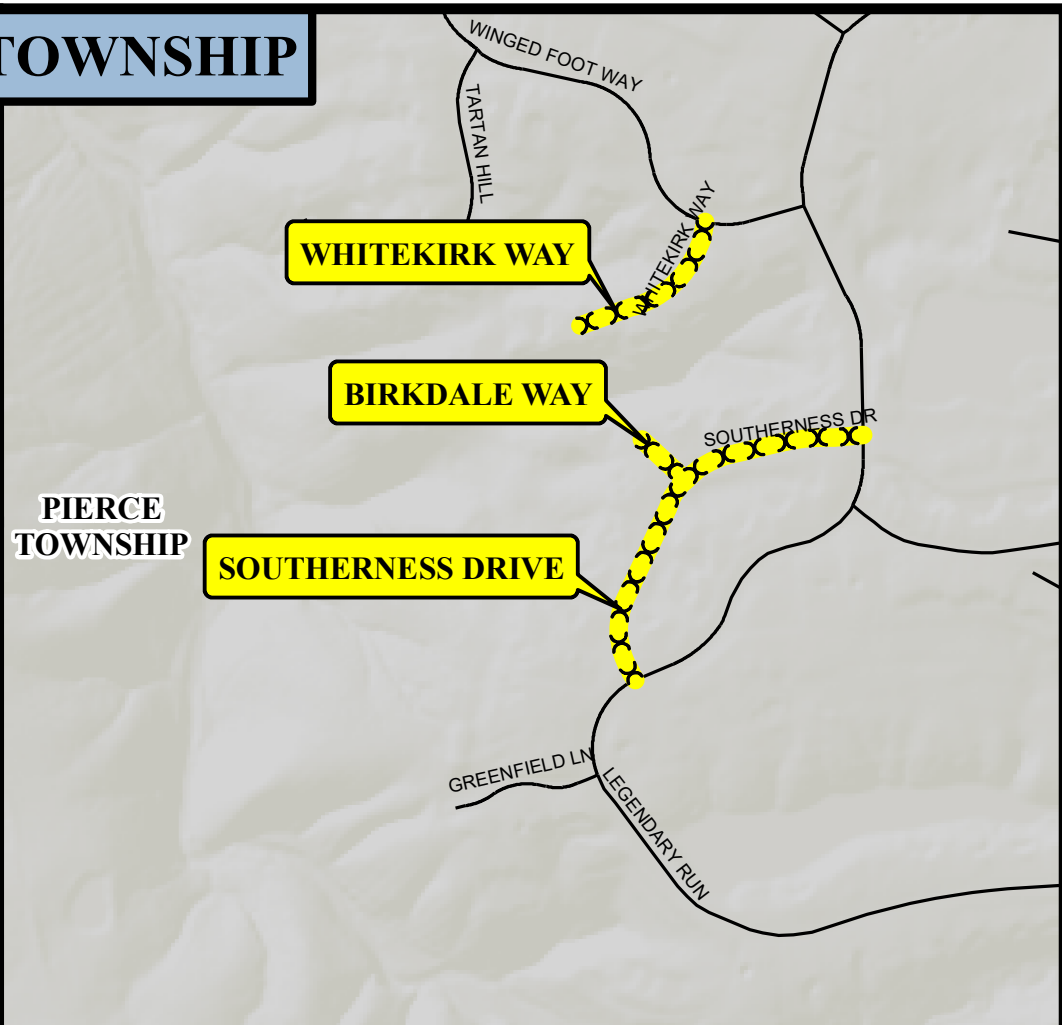 TOWNSHIP
WINGED FOOT WAY
TARTAN HILL
WHITEKIRK WAY
WHITEKIRK WAY
BIRKDALE WAY
SOUTHERNESS DR
PIERCE
TOWNSHIP
SOUTHERNESS DRIVE
GREENFIELD LN
LEGENDARY RUN